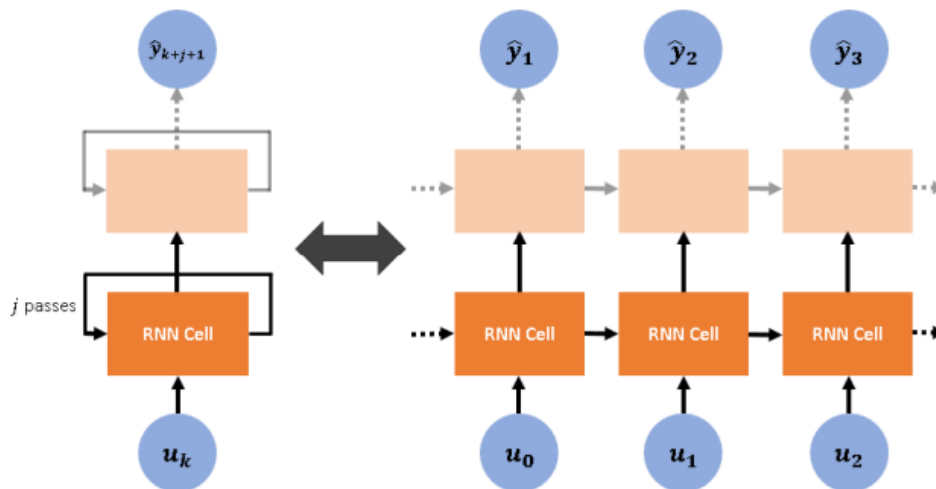 ŷₖ₊ⱼ₊₁ ŷ₁ ŷ₂ ŷ₃
j passes
RNN Cell RNN Cell RNN Cell RNN Cell
uₖ u₀ u₁ u₂